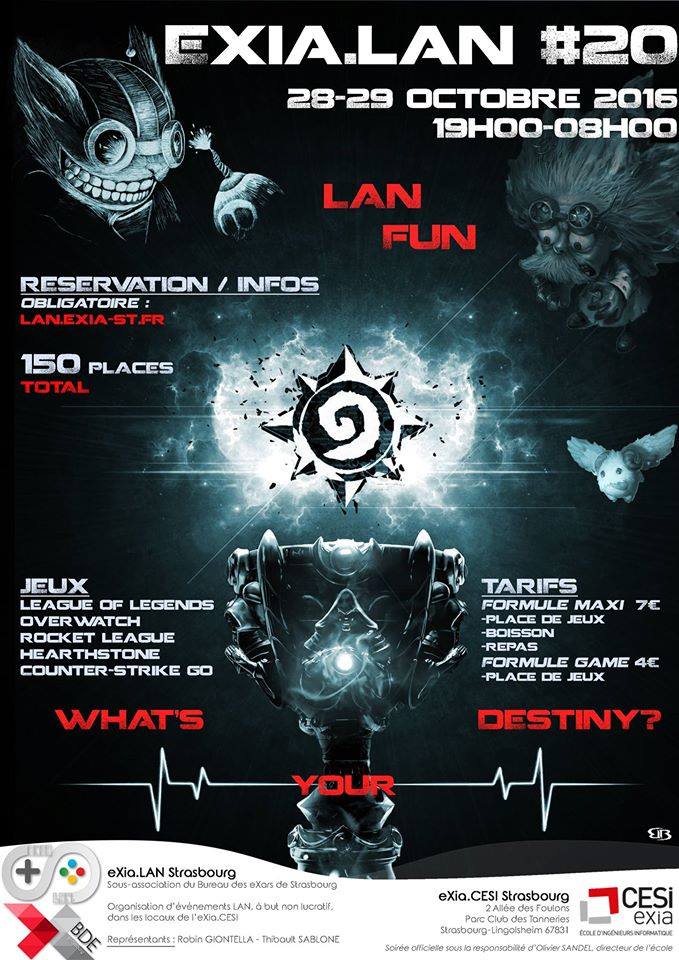 EXIA.LAN #20
28-29 OCTOBRE 2016
19H00-08H00
LAN
FUN
RESERVATION / INFOS
OBLIGATOIRE :
LAN.EXIA-ST.FR
150 PLACES
TOTAL
JEUX
LEAGUE OF LEGENDS
OVERWATCH
ROCKET LEAGUE
HEARTHSTONE
COUNTER-STRIKE GO
TARIFS
FORMULE MAXI 7€
-PLACE DE JEUX
-BOISSON
-REPAS
FORMULE GAME 4€
-PLACE DE JEUX
WHAT'S
YOUR
DESTINY?
BDE
eXia.LAN Strasbourg
Sous-association du Bureau des eXars de Strasbourg
Organisation d'événements LAN, à but non lucratif,
dans les locaux de l'eXia.CESI
Représentants : Robin GIONTELLA - Thibault SABLONE
eXia.CESI Strasbourg
2 Allée des Foulons
Parc Club des Tanneries
Strasbourg-Lingolsheim 67831
CESi
exia
ÉCOLE D'INGÉNIEURS INFORMATIQUE
Soirée officielle sous la responsabilité d'Olivier SANDEL, directeur de l'école